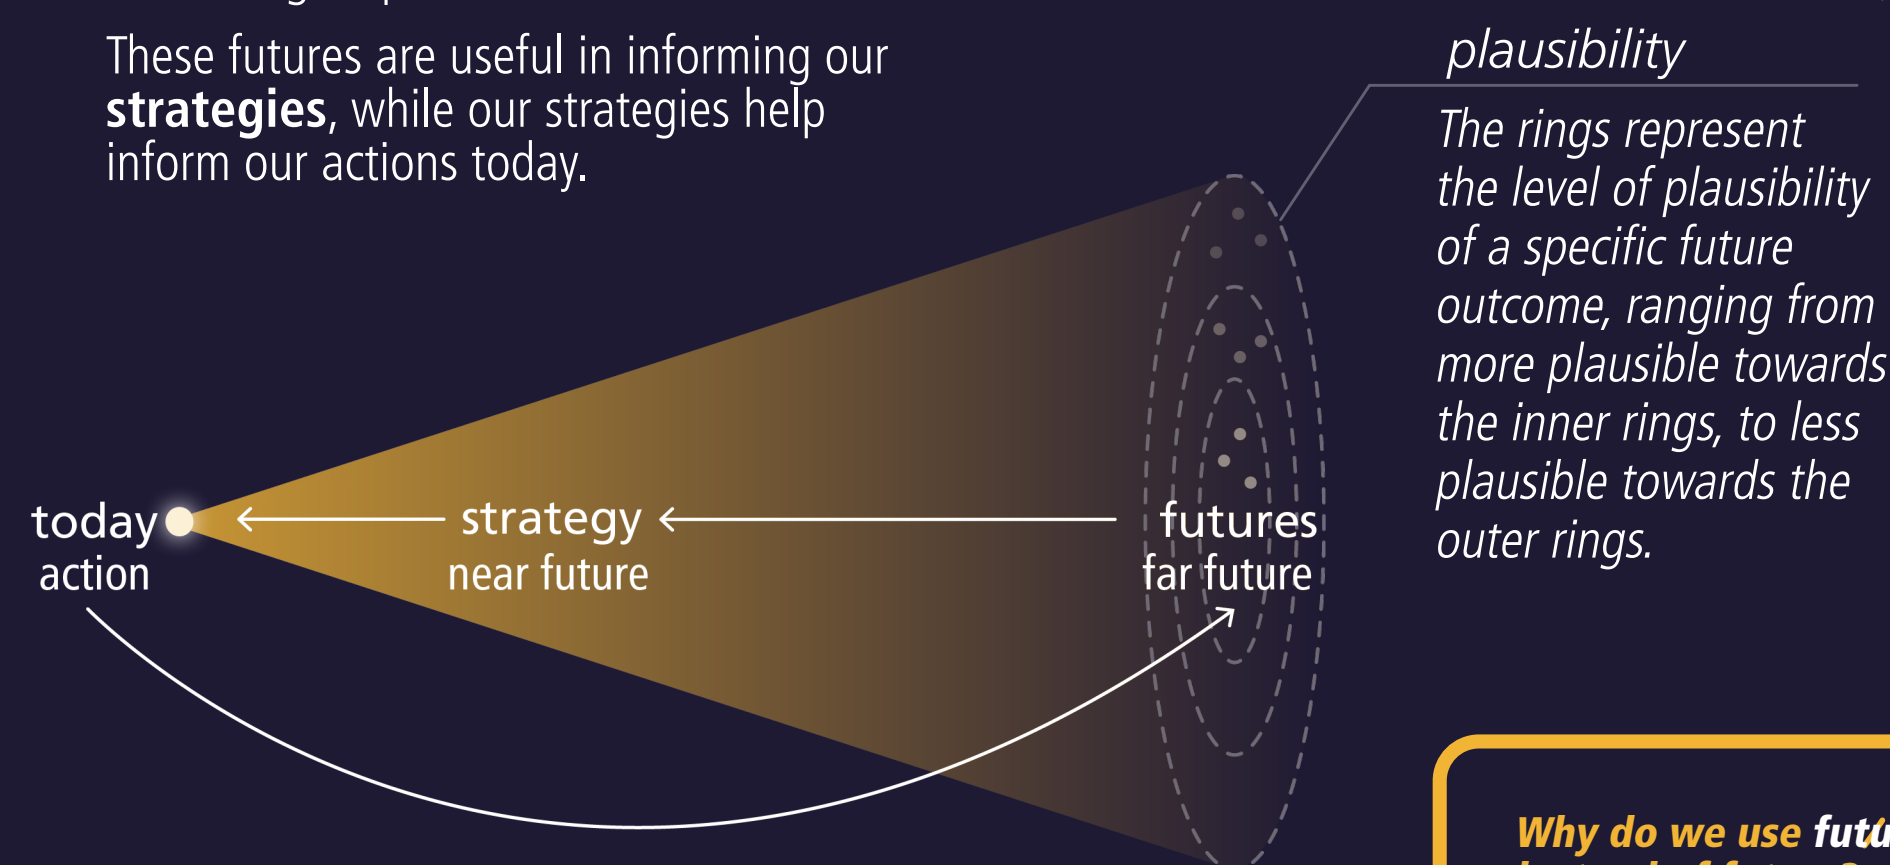 These futures are useful in informing our
strategies, while our strategies help
inform our actions today.
plausibility
The rings represent
the level of plausibility
of a specific future
outcome, ranging from
more plausible towards
the inner rings, to less
plausible towards the
outer rings.
today
action
strategy
near future
futures
far future
Why do we use